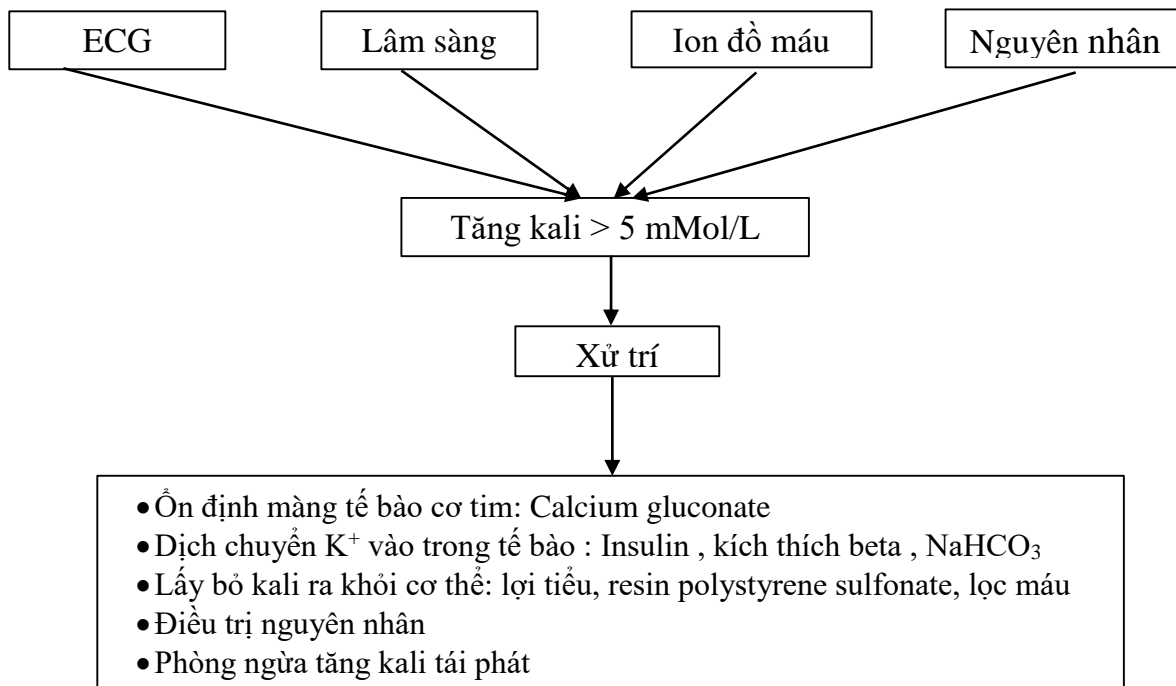 ECG
Lâm sàng
Ion đồ máu
Nguyên nhân
Tăng kali > 5 mMol/L
Xử trí
•Ổn định màng tế bào cơ tim: Calcium gluconate
•Dịch chuyển K⁺ vào trong tế bào : Insulin , kích thích beta , NaHCO₃
•Lấy bỏ kali ra khỏi cơ thể: lợi tiểu, resin polystyrene sulfonate, lọc máu
•Điều trị nguyên nhân
•Phòng ngừa tăng kali tái phát